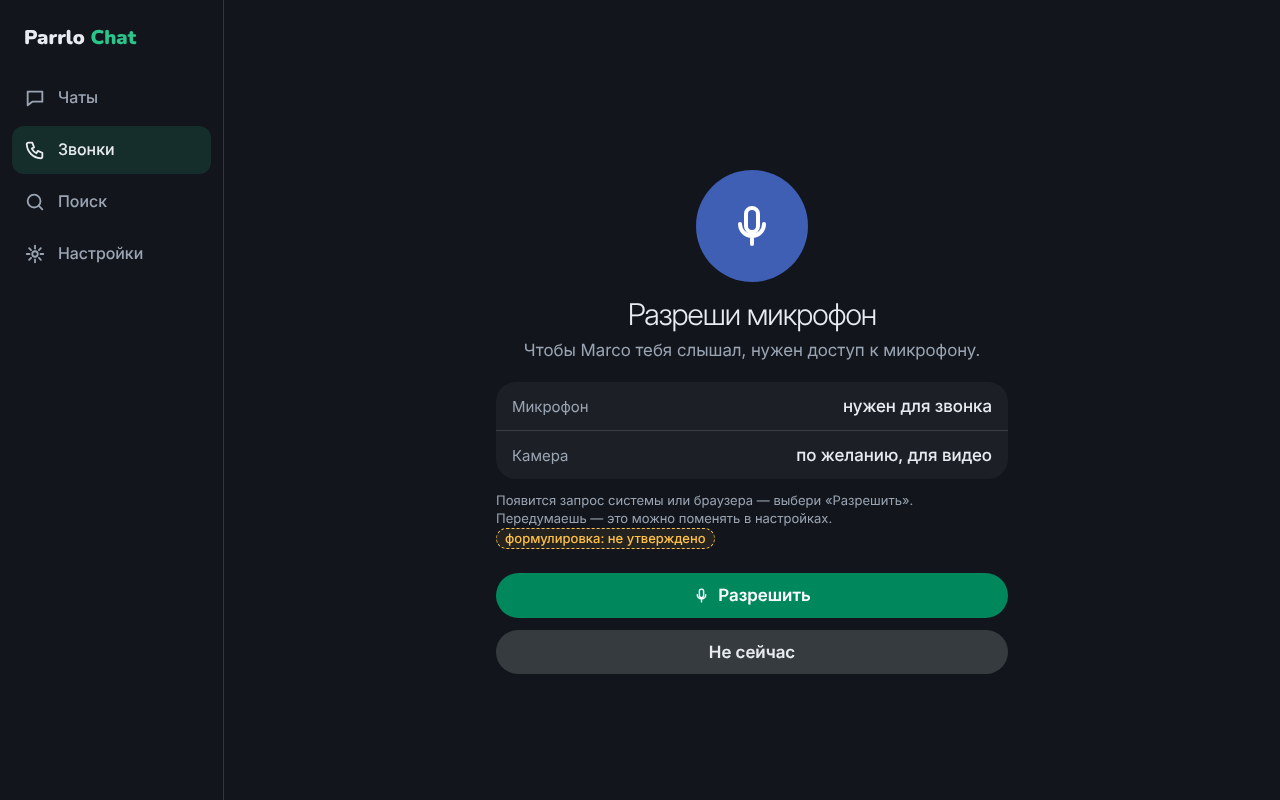 Parrlo Chat
Чаты
Звонки
Поиск
Настройки
Разреши микрофон
Чтобы Marco тебя слышал, нужен доступ к микрофону.
Микрофон нужен для звонка
Камера по желанию, для видео
Появится запрос системы или браузера — выбери «Разрешить».
Передумаешь — это можно поменять в настройках.
формулировка: не утверждено
Разрешить
Не сейчас